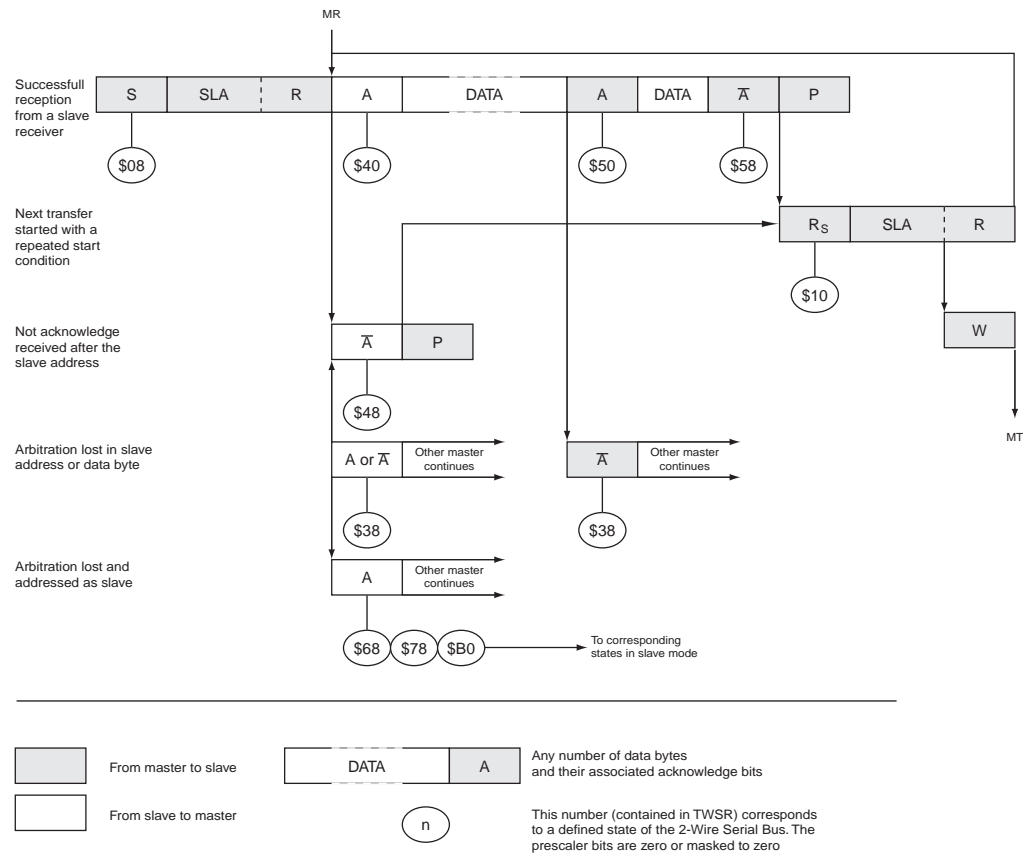 MR
Successfull
reception
from a slave
receiver
S SLA R A DATA A DATA A̅ P
$08 $40 $50 $58
Next transfer
started with a
repeated start
condition
RS SLA R
$10
W
MT
Not acknowledge
received after the
slave address
A̅ P
$48
Arbitration lost in slave
address or data byte
A or A̅ Other master
continues
A̅ Other master
continues
$38 $38
Arbitration lost and
addressed as slave
A Other master
continues
$68 $78 $B0 To corresponding
states in slave mode
From master to slave
DATA A
Any number of data bytes
and their associated acknowledge bits
From slave to master
n
This number (contained in TWSR) corresponds
to a defined state of the 2-Wire Serial Bus. The
prescaler bits are zero or masked to zero